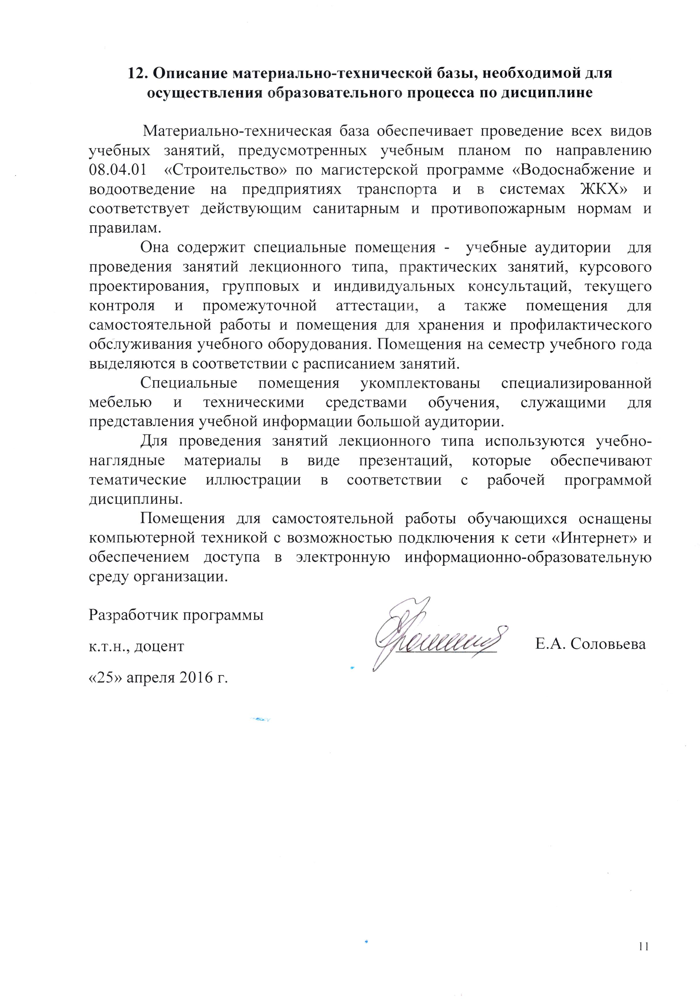 12. Описание материально-технической базы, необходимой для
осуществления образовательного процесса по дисциплине
Материально-техническая база обеспечивает проведение всех видов
учебных занятий, предусмотренных учебным планом по направлению
08.04.01 «Строительство» по магистерской программе «Водоснабжение и
водоотведение на предприятиях транспорта и в системах ЖКХ» и
соответствует действующим санитарным и противопожарным нормам и
правилам.
Она содержит специальные помещения - учебные аудитории для
проведения занятий лекционного типа, практических занятий, курсового
проектирования, групповых и индивидуальных консультаций, текущего
контроля и промежуточной аттестации, а также помещения для
самостоятельной работы и помещения для хранения и профилактического
обслуживания учебного оборудования. Помещения на семестр учебного года
выделяются в соответствии с расписанием занятий.
Специальные помещения укомплектованы специализированной
мебелью и техническими средствами обучения, служащими для
представления учебной информации большой аудитории.
Для проведения занятий лекционного типа используются учебно-
наглядные материалы в виде презентаций, которые обеспечивают
тематические иллюстрации в соответствии с рабочей программой
дисциплины.
Помещения для самостоятельной работы обучающихся оснащены
компьютерной техникой с возможностью подключения к сети «Интернет» и
обеспечением доступа в электронную информационно-образовательную
среду организации.
Разработчик программы
к.т.н., доцент Е.А. Соловьева
«25» апреля 2016 г.
11